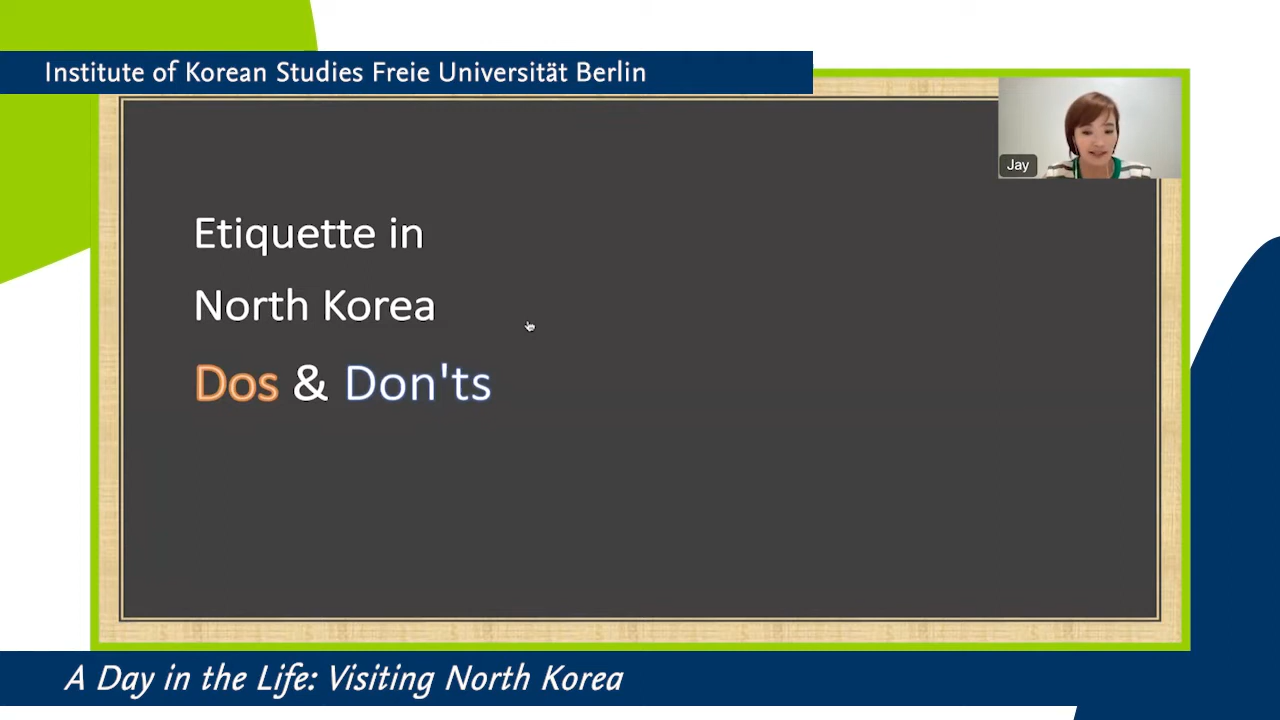 Institute of Korean Studies Freie Universität Berlin
Jay
Etiquette in
North Korea
Dos & Don'ts
A Day in the Life: Visiting North Korea